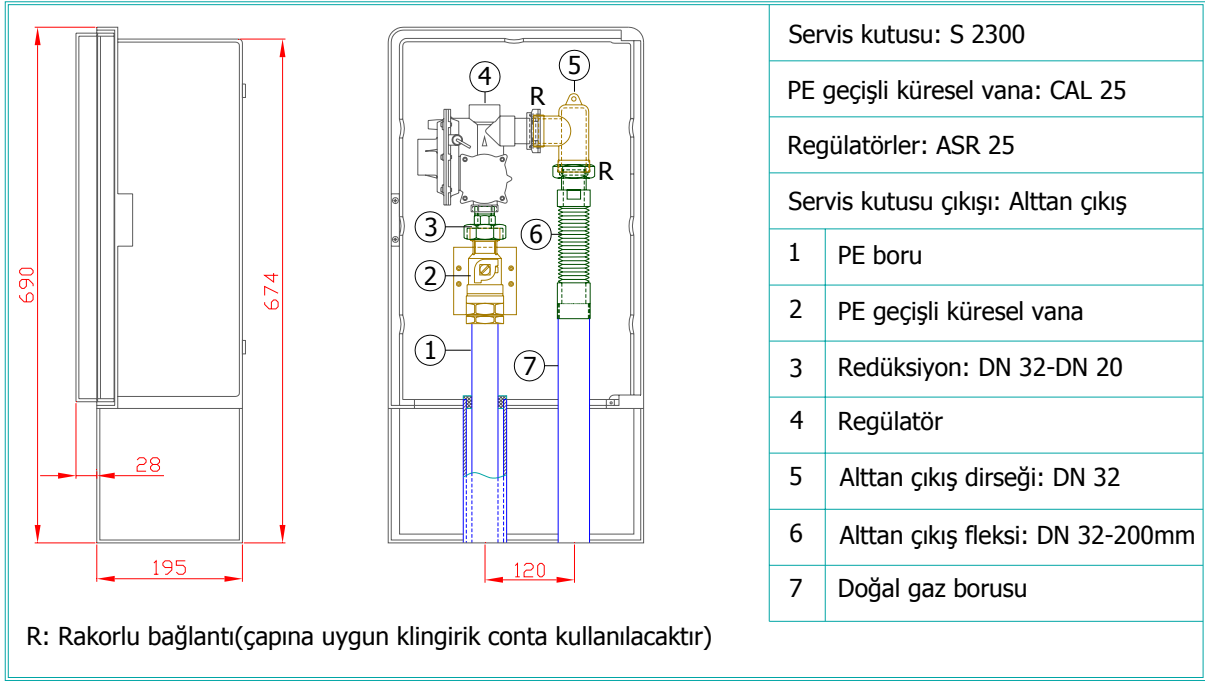 690
28
195
674
4
5
R
R
3
6
2
1
7
120
R: Rakorlu bağlantı(çapına uygun klingirik conta kullanılacaktır)
Servis kutusu: S 2300
PE geçişli küresel vana: CAL 25
Regülatörler: ASR 25
Servis kutusu çıkışı: Alttan çıkış
1 PE boru
2 PE geçişli küresel vana
3 Redüksiyon: DN 32-DN 20
4 Regülatör
5 Alttan çıkış dirseği: DN 32
6 Alttan çıkış fleksi: DN 32-200mm
7 Doğal gaz borusu